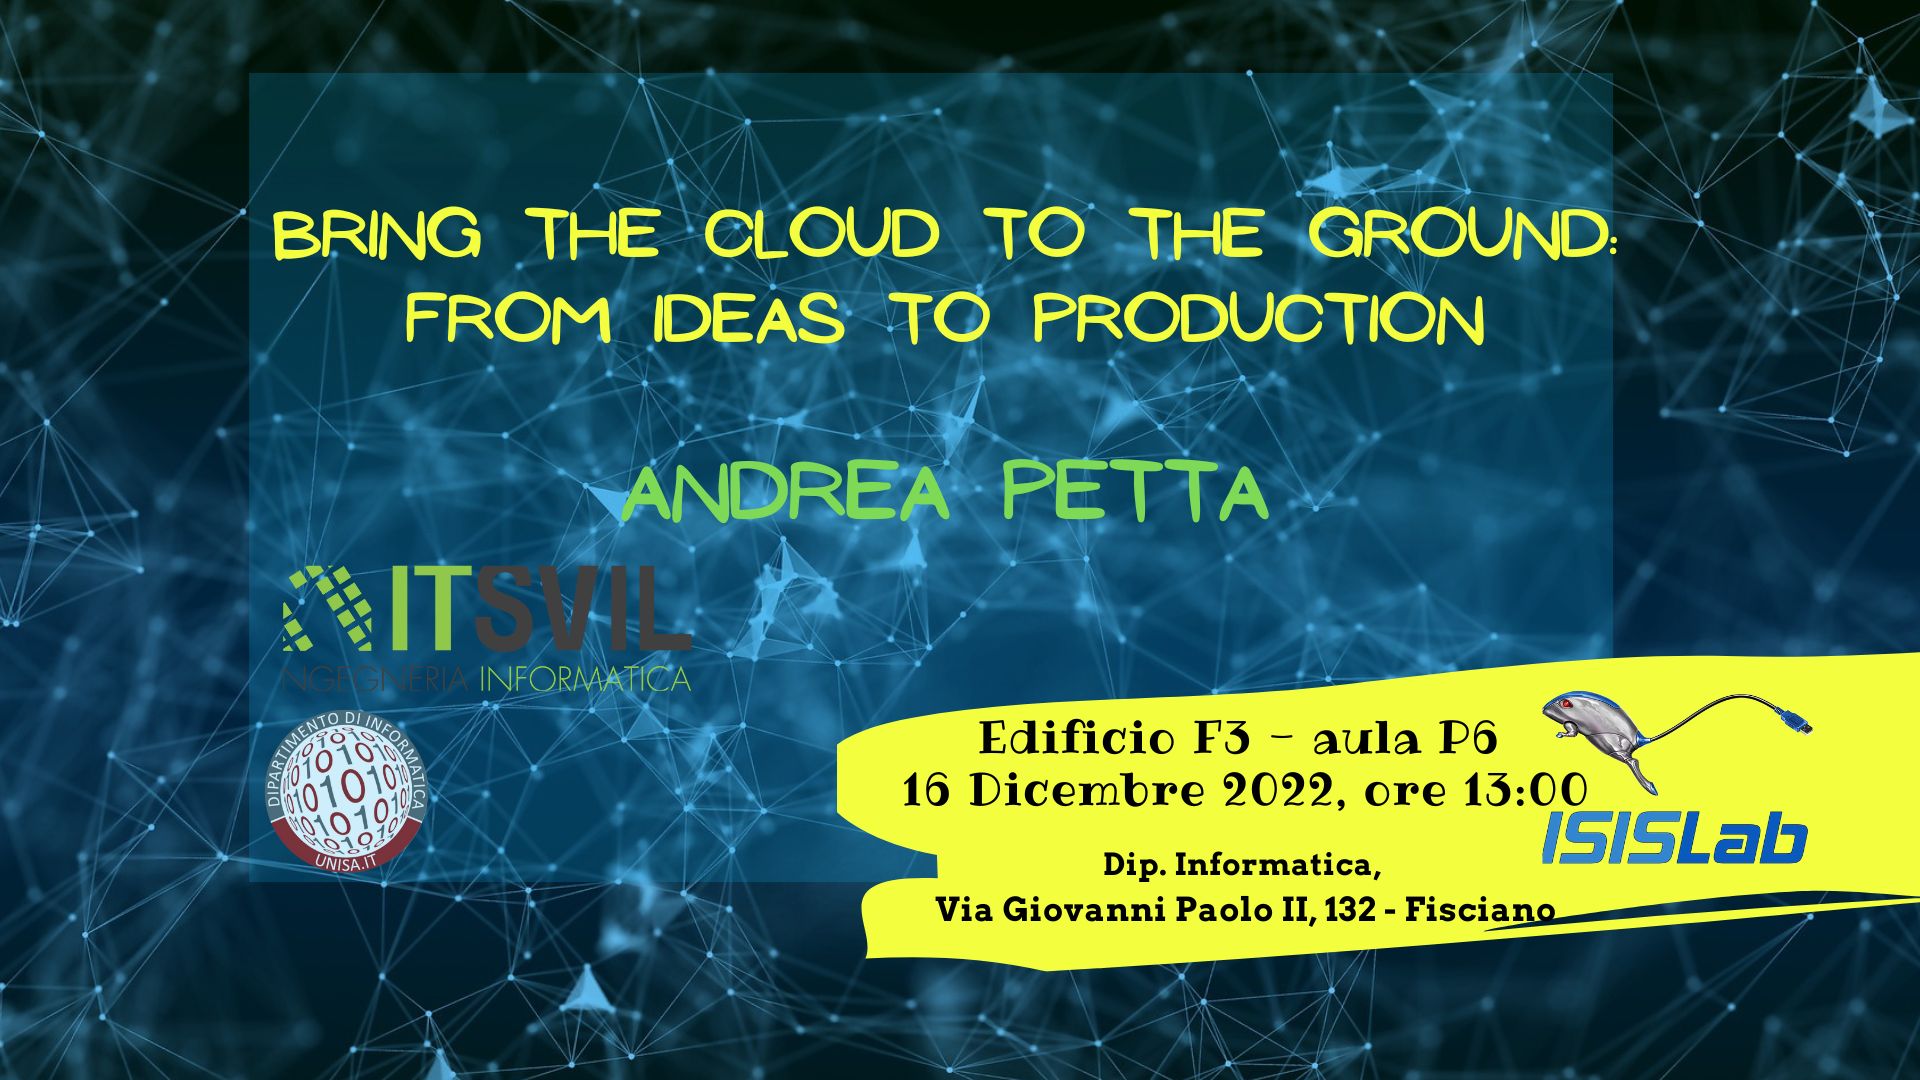 BRING THE CLOUD TO THE GROUND:
FROM IDEAS TO PRODUCTION
ANDREA PETTA
ITSVIL
INGEGNERIA INFORMATICA
DIPARTIMENTO DI INFORMATICA
UNISA.IT
Edificio F3 – aula P6
16 Dicembre 2022, ore 13:00
ISISLab
Dip. Informatica,
Via Giovanni Paolo II, 132 - Fisciano